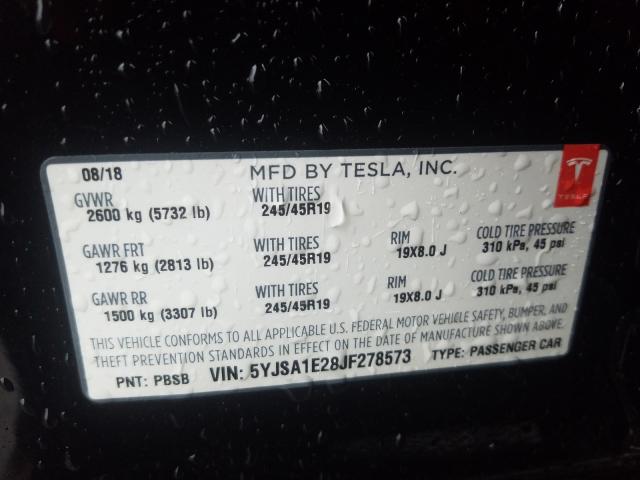 08/18 MFD BY TESLA, INC.
TESLA
GVWR WITH TIRES
2600 kg (5732 lb) 245/45R19
GAWR FRT WITH TIRES RIM COLD TIRE PRESSURE
1276 kg (2813 lb) 245/45R19 19X8.0 J 310 kPa, 45 psi
GAWR RR WITH TIRES RIM COLD TIRE PRESSURE
1500 kg (3307 lb) 245/45R19 19X8.0 J 310 kPa, 45 psi
THIS VEHICLE CONFORMS TO ALL APPLICABLE U.S. FEDERAL MOTOR VEHICLE SAFETY, BUMPER, AND
THEFT PREVENTION STANDARDS IN EFFECT ON THE DATE OF MANUFACTURE SHOWN ABOVE.
PNT: PBSB VIN: 5YJSA1E28JF278573 TYPE: PASSENGER CAR